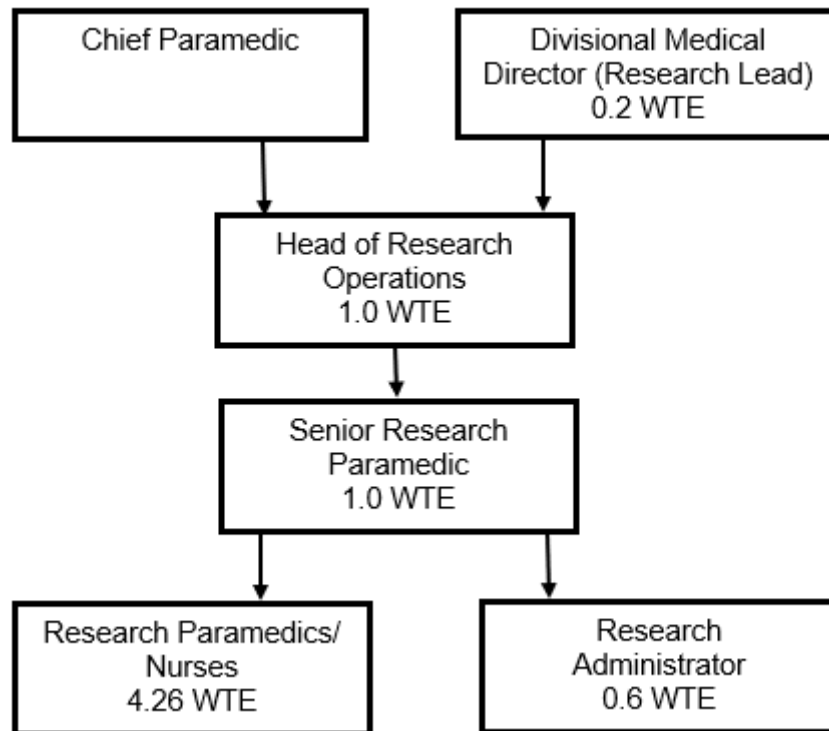 Chief Paramedic
Divisional Medical
Director (Research Lead)
0.2 WTE
Head of Research
Operations
1.0 WTE
Senior Research
Paramedic
1.0 WTE
Research Paramedics/
Nurses
4.26 WTE
Research
Administrator
0.6 WTE